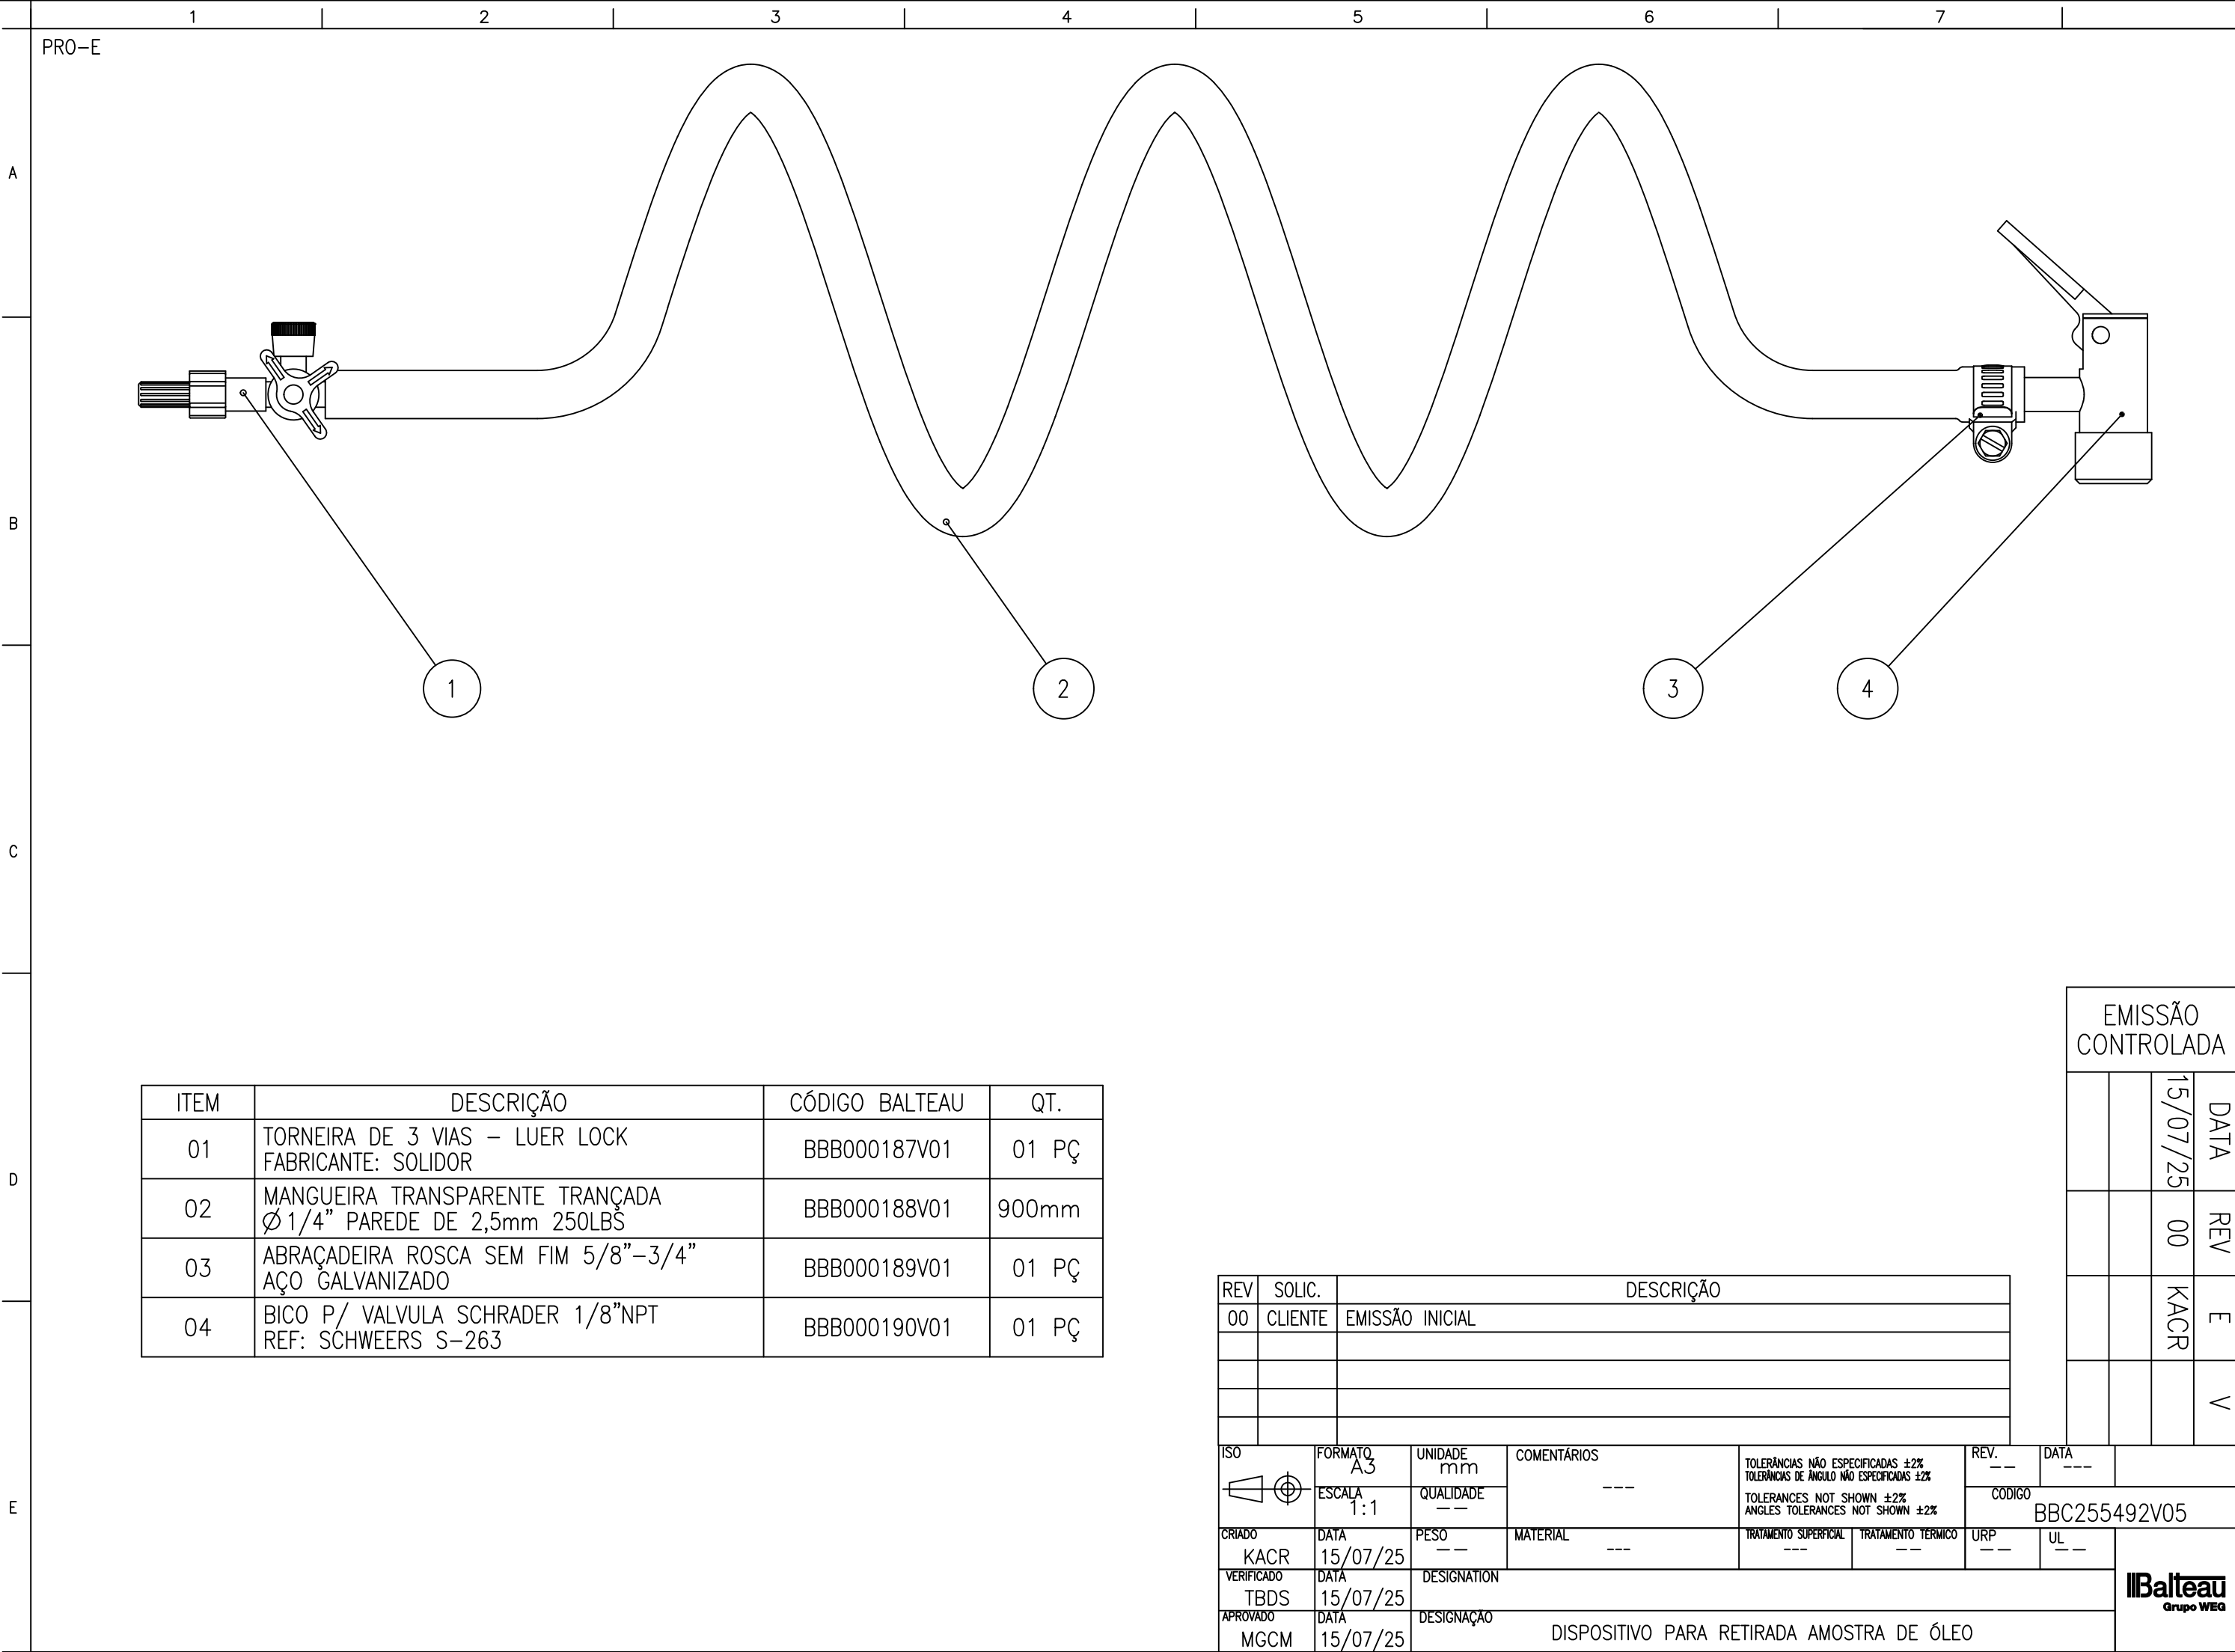 1 2 3 4 5 6 7
PRO-E
A
B
C
D
E
1 2 3 4
ITEM DESCRIÇÃO CÓDIGO BALTEAU QT.
01 TORNEIRA DE 3 VIAS – LUER LOCK BBB000187V01 01 PÇ
FABRICANTE: SOLIDOR
02 MANGUEIRA TRANSPARENTE TRANÇADA BBB000188V01 900mm
Ø1/4” PAREDE DE 2,5mm 250LBS
03 ABRAÇADEIRA ROSCA SEM FIM 5/8”–3/4” BBB000189V01 01 PÇ
AÇO GALVANIZADO
04 BICO P/ VALVULA SCHRADER 1/8”NPT BBB000190V01 01 PÇ
REF: SCHWEERS S–263
EMISSÃO
CONTROLADA
DATA REV E V
15/07/25 00 KACR
REV SOLIC. DESCRIÇÃO
00 CLIENTE EMISSÃO INICIAL
ISO
FORMATO
A3
UNIDADE
mm
ESCALA
1:1
QUALIDADE
– –
COMENTÁRIOS
---
TOLERÂNCIAS NÃO ESPECIFICADAS ±2%
TOLERÂNCIAS DE ÂNGULO NÃO ESPECIFICADAS ±2%
TOLERANCES NOT SHOWN ±2%
ANGLES TOLERANCES NOT SHOWN ±2%
REV.
– –
DATA
---
CODIGO
BBC255492V05
CRIADO
KACR
DATA
15/07/25
PESO
– –
MATERIAL
---
TRATAMENTO SUPERFICIAL
---
TRATAMENTO TÉRMICO
– –
URP
– –
UL
– –
VERIFICADO
TBDS
DATA
15/07/25
DESIGNATION
APROVADO
MGCM
DATA
15/07/25
DESIGNAÇÃO
DISPOSITIVO PARA RETIRADA AMOSTRA DE ÓLEO
Balteau
Grupo WEG